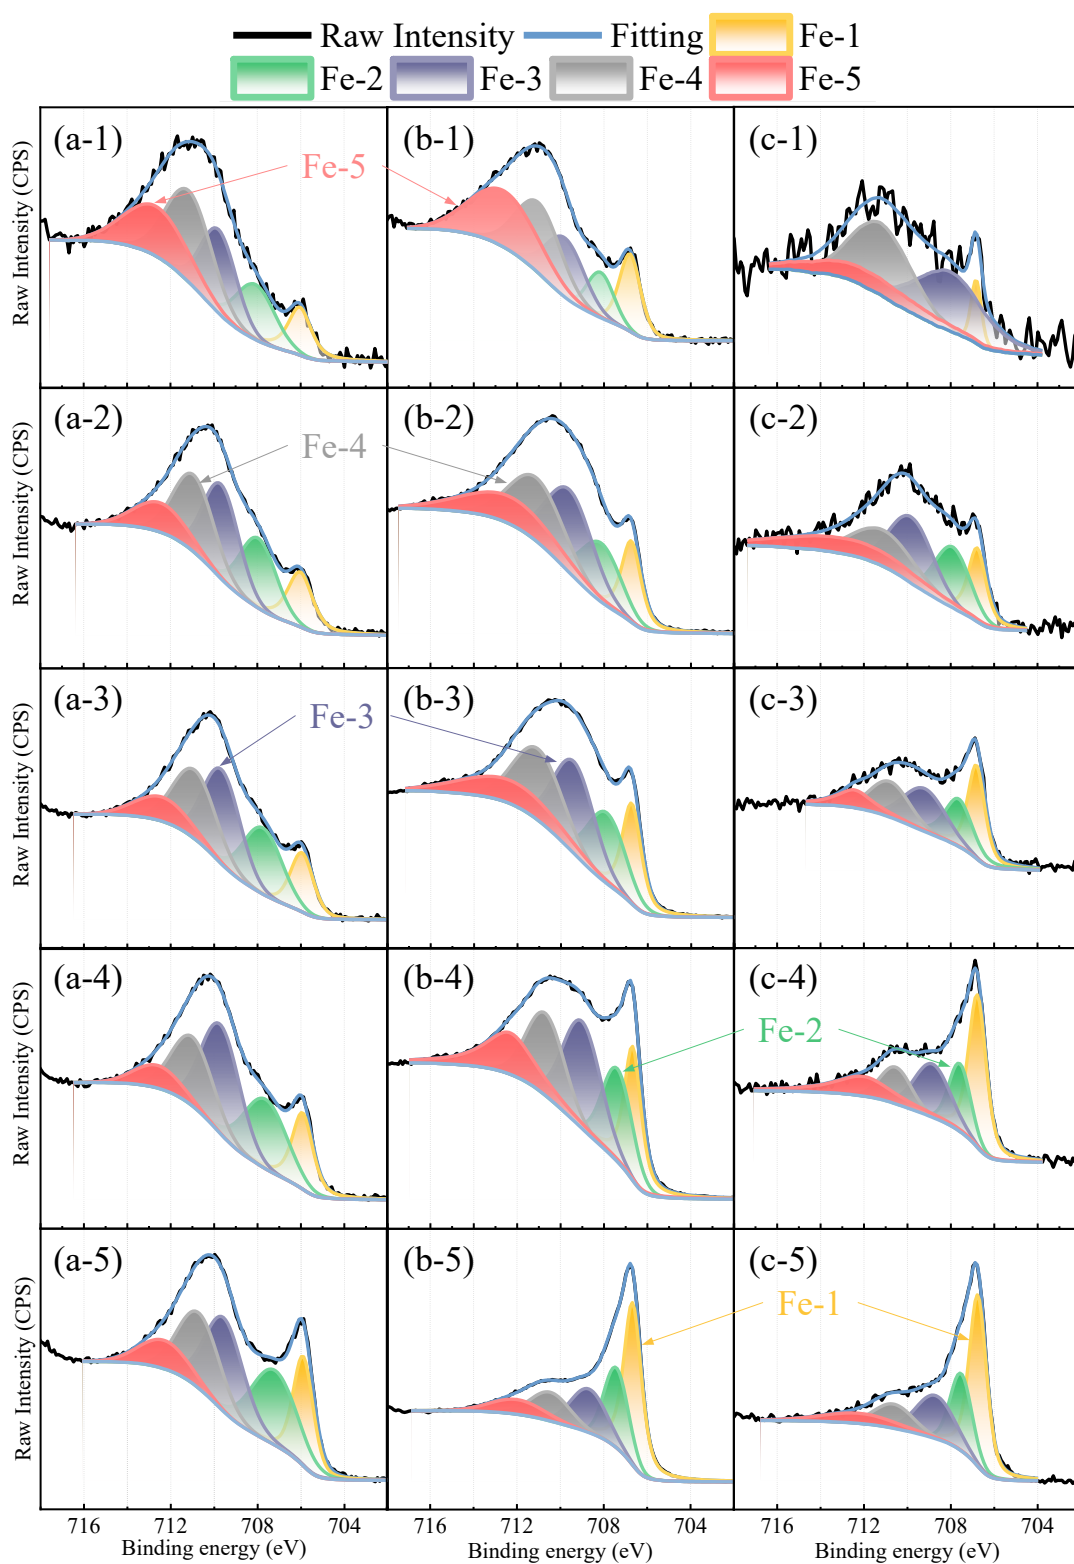 Raw Intensity Fitting Fe-1
Fe-2 Fe-3 Fe-4 Fe-5
(a-1) (b-1) (c-1)
Fe-5
Raw Intensity (CPS)
(a-2) (b-2) (c-2)
Fe-4
Raw Intensity (CPS)
(a-3) (b-3) (c-3)
Fe-3
Raw Intensity (CPS)
(a-4) (b-4) (c-4)
Fe-2
Raw Intensity (CPS)
(a-5) (b-5) (c-5)
Fe-1
Raw Intensity (CPS)
716 712 708 704 716 712 708 704 716 712 708 704
Binding energy (eV) Binding energy (eV) Binding energy (eV)